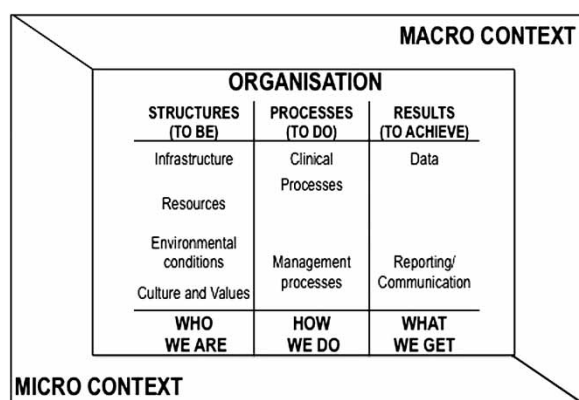 MACRO CONTEXT
ORGANISATION
STRUCTURES
(TO BE)
PROCESSES
(TO DO)
RESULTS
(TO ACHIEVE)
Infrastructure
Resources
Environmental
conditions
Culture and Values
Clinical
Processes
Management
processes
Data
Reporting/
Communication
WHO
WE ARE
HOW
WE DO
WHAT
WE GET
MICRO CONTEXT